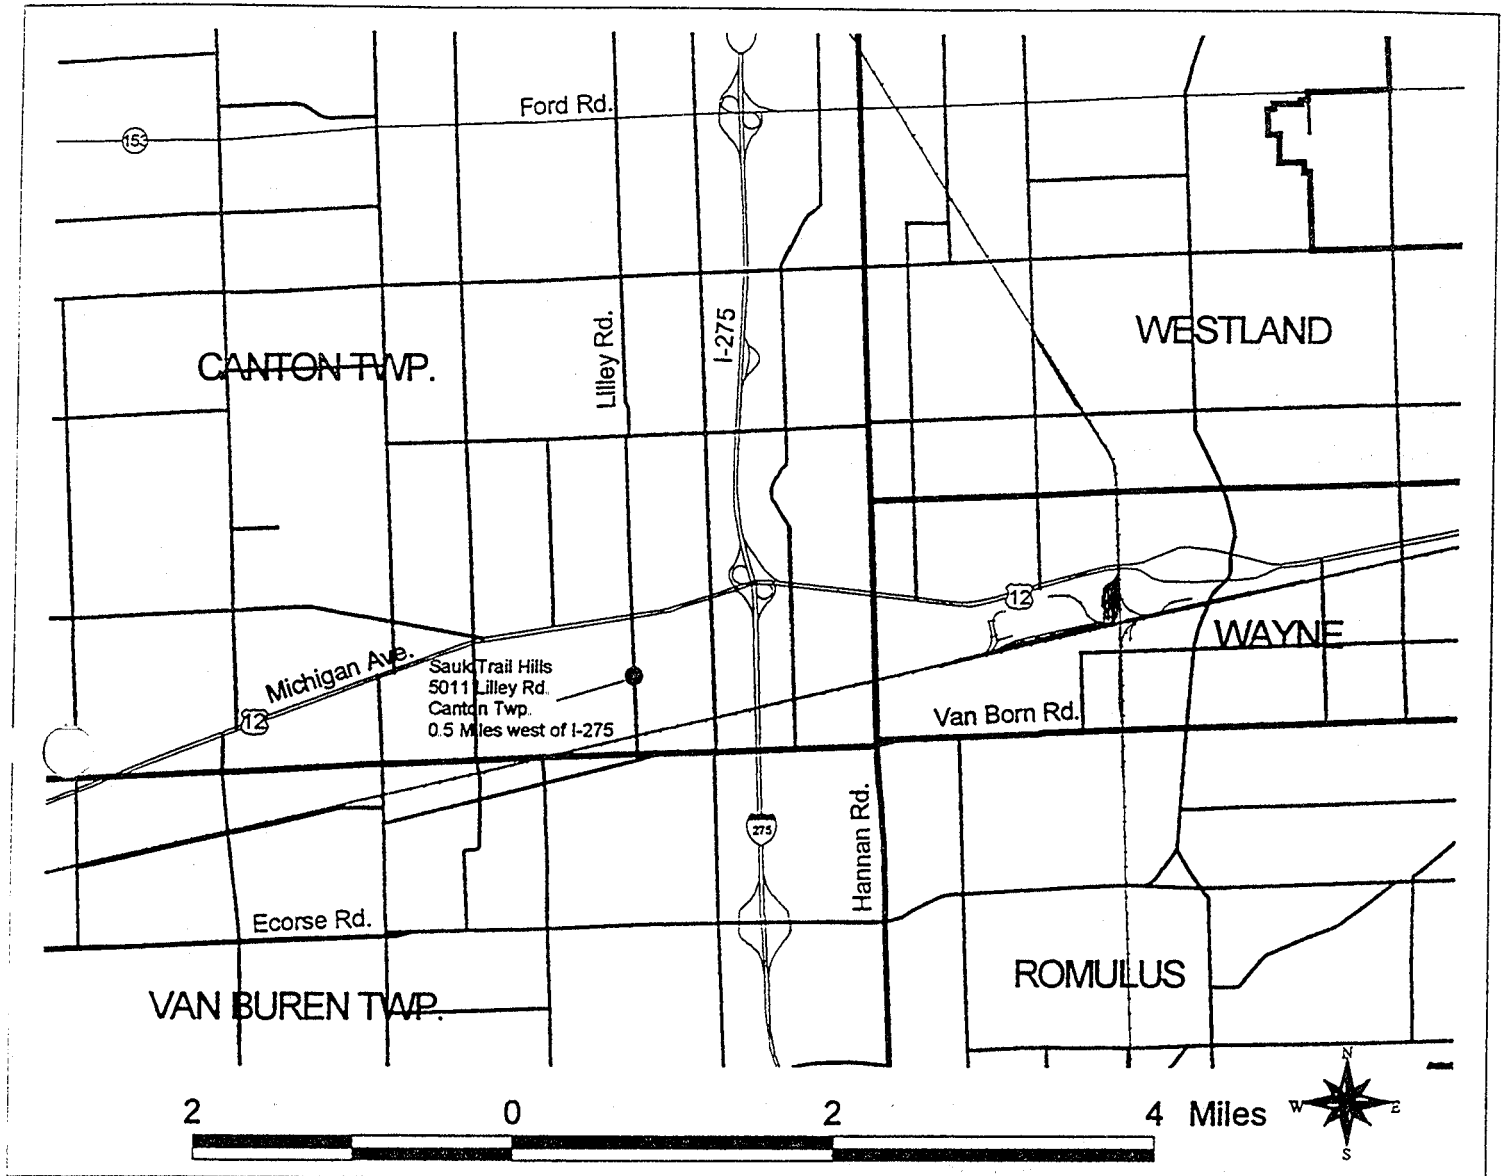 Ford Rd.
153
WESTLAND
I-275
Lilley Rd.
CANTON TWP.
12
WAYNE
Michigan Ave.
Sauk Trail Hills
5011 Lilley Rd.
Canton Twp.
0.5 Miles west of I-275
12
Van Born Rd.
Hannan Rd.
275
Ecorse Rd.
ROMULUS
VAN BUREN TWP.
N
W E
S
2 0 2 4 Miles